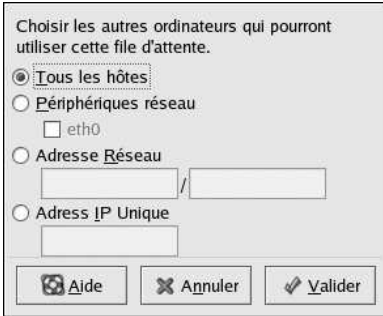 Choisir les autres ordinateurs qui pourront
utiliser cette file d'attente.
Tous les hôtes
Périphériques réseau
eth0
Adresse Réseau
/
Adress IP Unique
Aide Annuler Valider